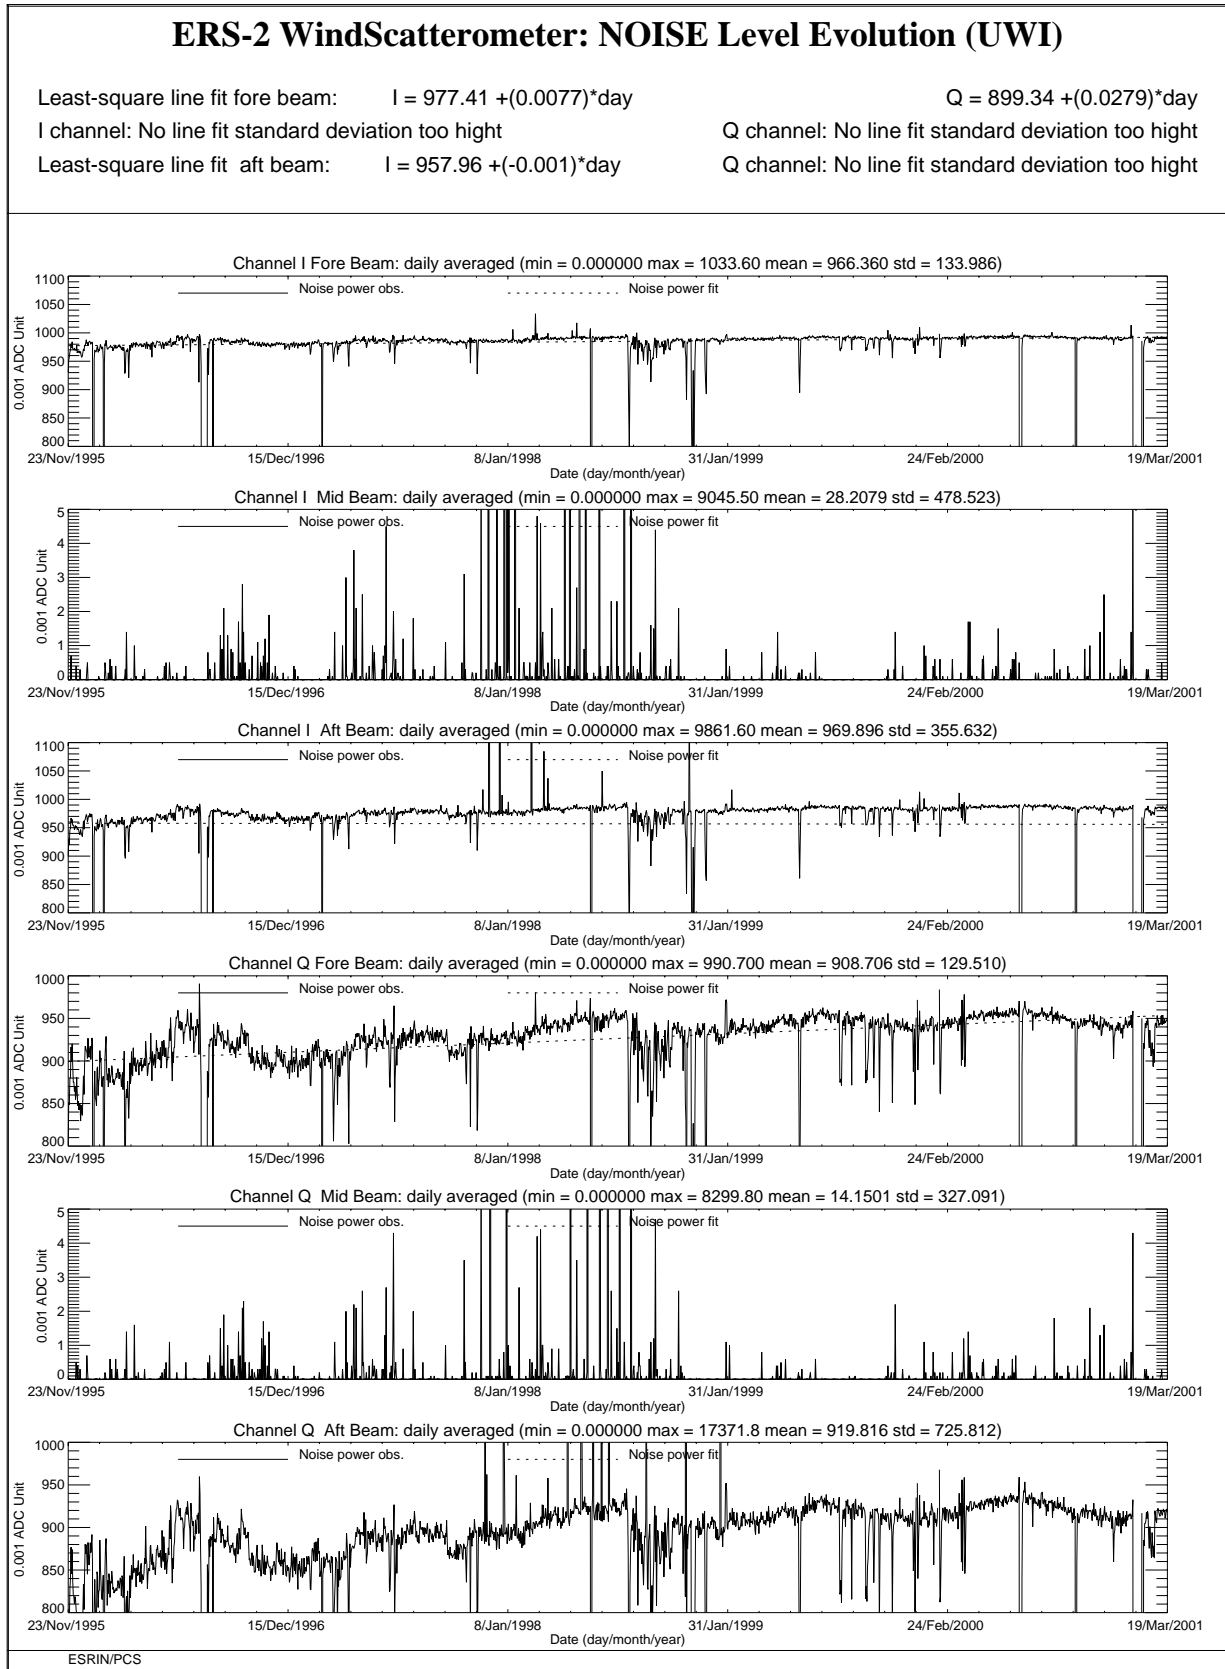 ERS-2 WindScatterometer: NOISE Level Evolution (UWI)
Least-square line fit fore beam: I = 977.41 +(0.0077)*day Q = 899.34 +(0.0279)*day
I channel: No line fit standard deviation too hight Q channel: No line fit standard deviation too hight
Least-square line fit aft beam: I = 957.96 +(-0.001)*day Q channel: No line fit standard deviation too hight
Channel I Fore Beam: daily averaged (min = 0.000000 max = 1033.60 mean = 966.360 std = 133.986)
Noise power obs. Noise power fit
0.001 ADC Unit
1100
1050
1000
950
900
850
800
23/Nov/1995 15/Dec/1996 8/Jan/1998 31/Jan/1999 24/Feb/2000 19/Mar/2001
Date (day/month/year)
Channel I Mid Beam: daily averaged (min = 0.000000 max = 9045.50 mean = 28.2079 std = 478.523)
Noise power obs. Noise power fit
0.001 ADC Unit
5
4
3
2
1
0
23/Nov/1995 15/Dec/1996 8/Jan/1998 31/Jan/1999 24/Feb/2000 19/Mar/2001
Date (day/month/year)
Channel I Aft Beam: daily averaged (min = 0.000000 max = 9861.60 mean = 969.896 std = 355.632)
Noise power obs. Noise power fit
0.001 ADC Unit
1100
1050
1000
950
900
850
800
23/Nov/1995 15/Dec/1996 8/Jan/1998 31/Jan/1999 24/Feb/2000 19/Mar/2001
Date (day/month/year)
Channel Q Fore Beam: daily averaged (min = 0.000000 max = 990.700 mean = 908.706 std = 129.510)
Noise power obs. Noise power fit
0.001 ADC Unit
1000
950
900
850
800
23/Nov/1995 15/Dec/1996 8/Jan/1998 31/Jan/1999 24/Feb/2000 19/Mar/2001
Date (day/month/year)
Channel Q Mid Beam: daily averaged (min = 0.000000 max = 8299.80 mean = 14.1501 std = 327.091)
Noise power obs. Noise power fit
0.001 ADC Unit
5
4
3
2
1
0
23/Nov/1995 15/Dec/1996 8/Jan/1998 31/Jan/1999 24/Feb/2000 19/Mar/2001
Date (day/month/year)
Channel Q Aft Beam: daily averaged (min = 0.000000 max = 17371.8 mean = 919.816 std = 725.812)
Noise power obs. Noise power fit
0.001 ADC Unit
1000
950
900
850
800
23/Nov/1995 15/Dec/1996 8/Jan/1998 31/Jan/1999 24/Feb/2000 19/Mar/2001
Date (day/month/year)
ESRIN/PCS